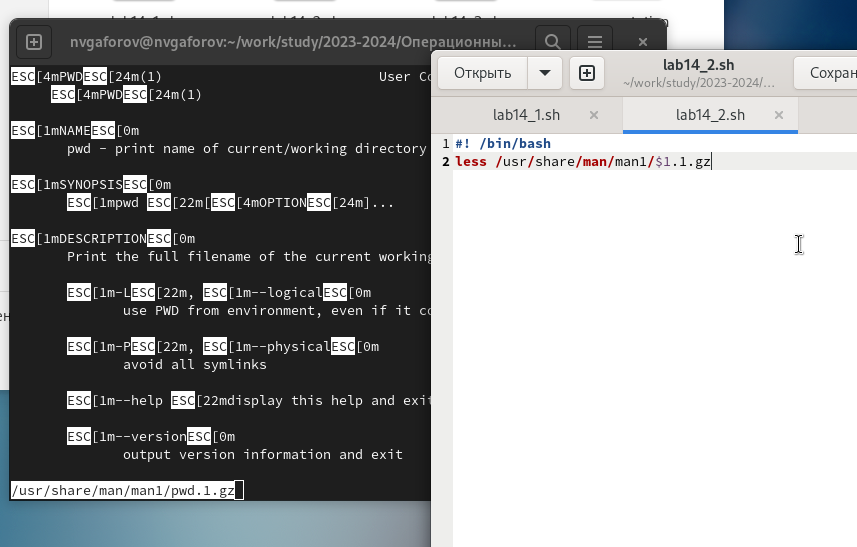 nvgaforov@nvgaforov:~/work/study/2023-2024/Операционны...
ESC[4mPWDESC[24m(1) User Co
ESC[4mPWDESC[24m(1)
ESC[1mNAMEESC[0m
pwd - print name of current/working directory
ESC[1mSYNOPSISESC[0m
ESC[1mpwd ESC[22m[ESC[4mOPTIONESC[24m]...
ESC[1mDESCRIPTIONESC[0m
Print the full filename of the current working
ESC[1m-LESC[22m, ESC[1m--logicalESC[0m
use PWD from environment, even if it co
ESC[1m-PESC[22m, ESC[1m--physicalESC[0m
avoid all symlinks
ESC[1m--help ESC[22mdisplay this help and exit
ESC[1m--versionESC[0m
output version information and exit
/usr/share/man/man1/pwd.1.gz
Открыть
lab14_2.sh
~/work/study/2023-2024/...
Сохран
lab14_1.sh
lab14_2.sh
1 #! /bin/bash
2 less /usr/share/man/man1/$1.1.gz